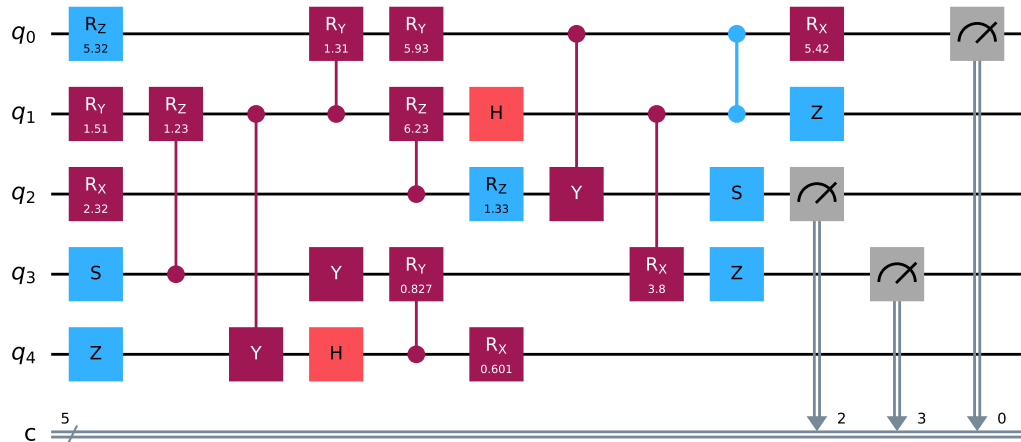 q0 RZ 5.32 RY 1.31 RY 5.93 RX 5.42
q1 RY 1.51 RZ 1.23 RZ 6.23 H Z
q2 RX 2.32 RZ 1.33 Y S
q3 S Y RY 0.827 RX 3.8 Z
q4 Z Y H RX 0.601
c 5 2 3 0